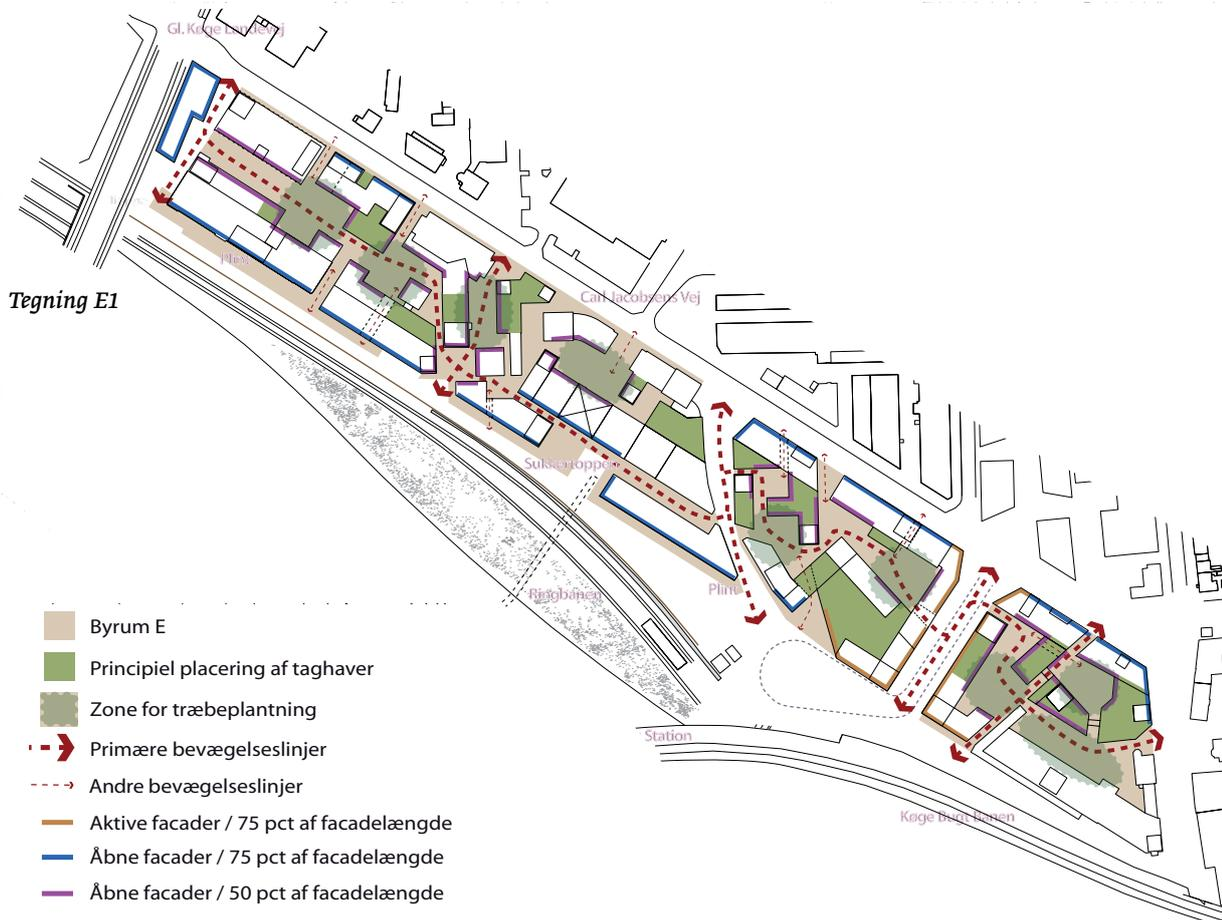 Gl. Køge Landevej
Plint
Tegning E1
Carl Jacobsens Vej
Sukkertoppen
Plint
Ringbanen
Byrum E
Principiel placering af taghaver
Zone for træbeplantning
Station
Primære bevægelseslinjer
Andre bevægelseslinjer
Køge Bugt Banen
Aktive facader / 75 pct af facadelængde
Åbne facader / 75 pct af facadelængde
Åbne facader / 50 pct af facadelængde